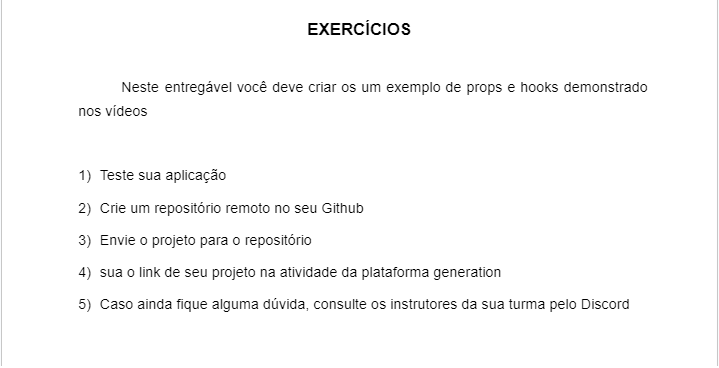 EXERCÍCIOS
Neste entregável você deve criar os um exemplo de props e hooks demonstrado
nos vídeos
1) Teste sua aplicação
2) Crie um repositório remoto no seu Github
3) Envie o projeto para o repositório
4) sua o link de seu projeto na atividade da plataforma generation
5) Caso ainda fique alguma dúvida, consulte os instrutores da sua turma pelo Discord